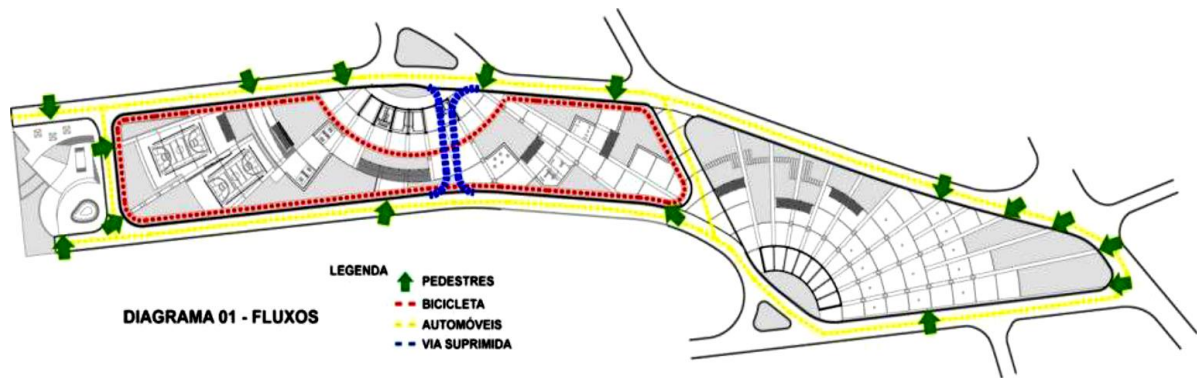 LEGENDA
PEDESTRES
BICICLETA
AUTOMÓVEIS
VIA SUPRIMIDA
DIAGRAMA 01 - FLUXOS